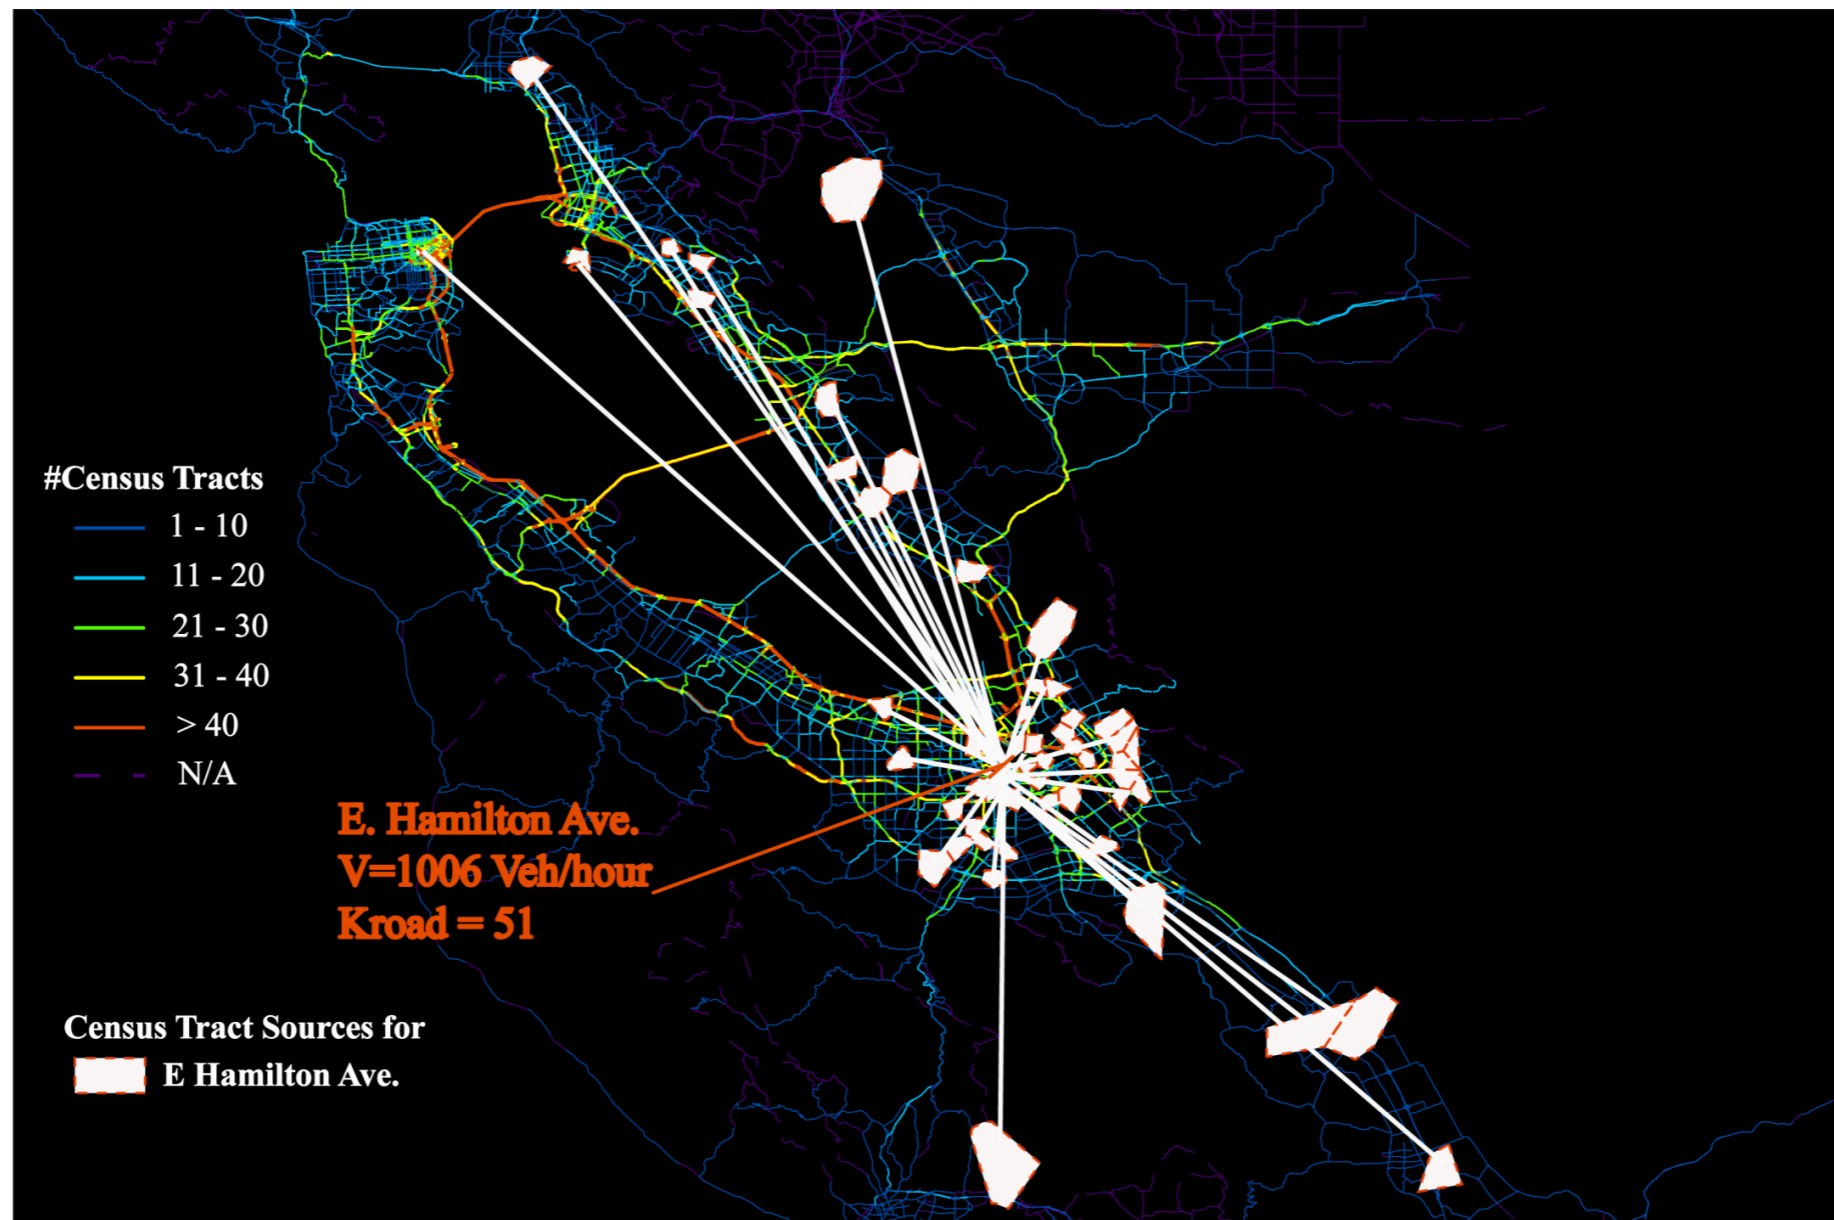 #Census Tracts
1 - 10
11 - 20
21 - 30
31 - 40
> 40
N/A
E. Hamilton Ave.
V=1006 Veh/hour
Kroad = 51
Census Tract Sources for
E Hamilton Ave.